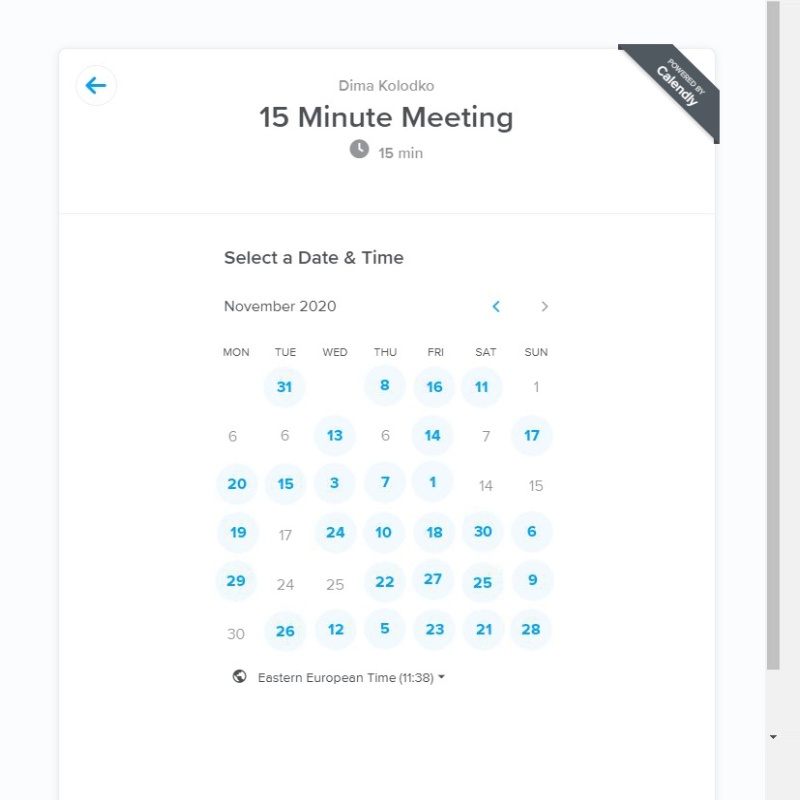 POWERED BY
Calendly
Dima Kolodko
15 Minute Meeting
15 min
Select a Date & Time
November 2020
MON TUE WED THU FRI SAT SUN
31 8 16 11 1
6 6 13 6 14 7 17
20 15 3 7 1 14 15
19 17 24 10 18 30 6
29 24 25 22 27 25 9
30 26 12 5 23 21 28
Eastern European Time (11:38)